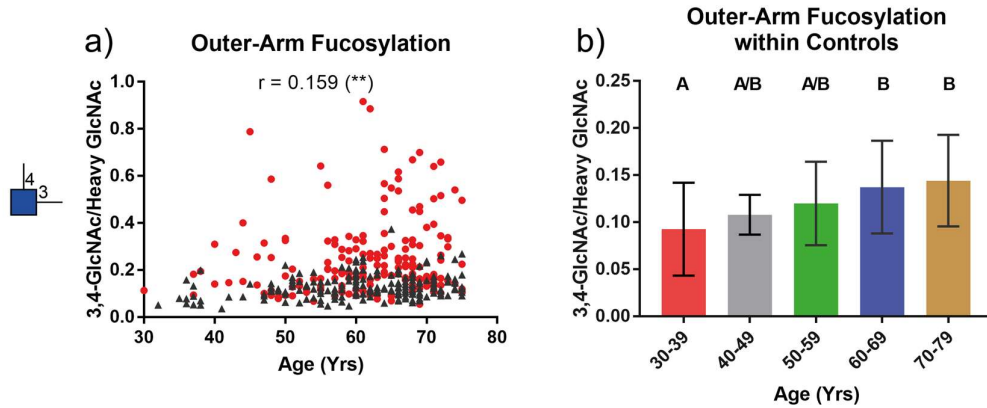 4
3
a)
Outer-Arm Fucosylation
r = 0.159 (**)
3,4-GlcNAc/Heavy GlcNAc
1.0
0.8
0.6
0.4
0.2
0.0
30
40
50
60
70
80
Age (Yrs)
b)
Outer-Arm Fucosylation
within Controls
3,4-GlcNAc/Heavy GlcNAc
0.25
0.20
0.15
0.10
0.05
0.00
A
A/B
A/B
B
B
30-39
40-49
50-59
60-69
70-79
Age (Yrs)